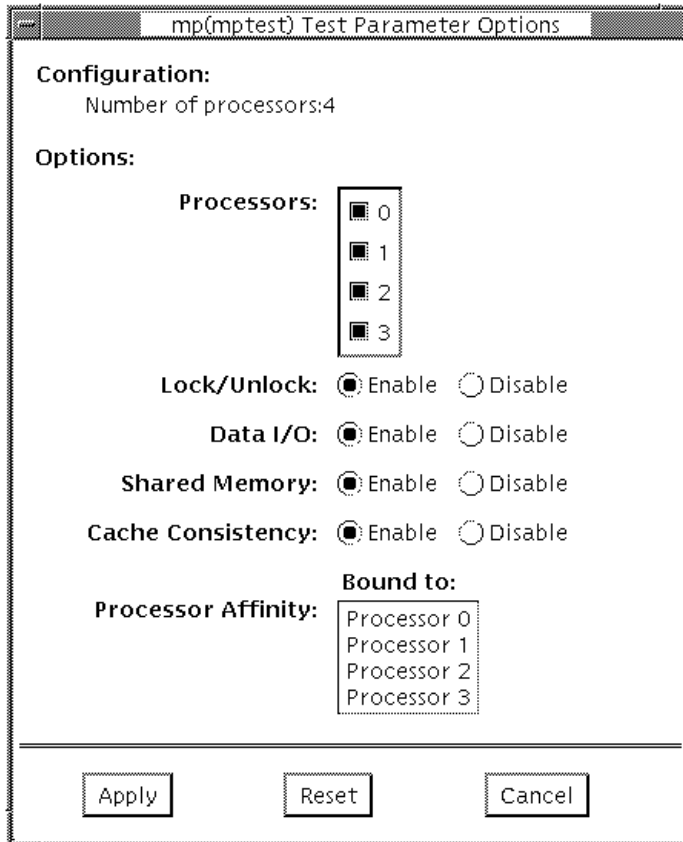 mp(mptest) Test Parameter Options
Configuration:
Number of processors:4
Options:
Processors:
0
1
2
3
Lock/Unlock: Enable Disable
Data I/O: Enable Disable
Shared Memory: Enable Disable
Cache Consistency: Enable Disable
Bound to:
Processor Affinity:
Processor 0
Processor 1
Processor 2
Processor 3
Apply Reset Cancel